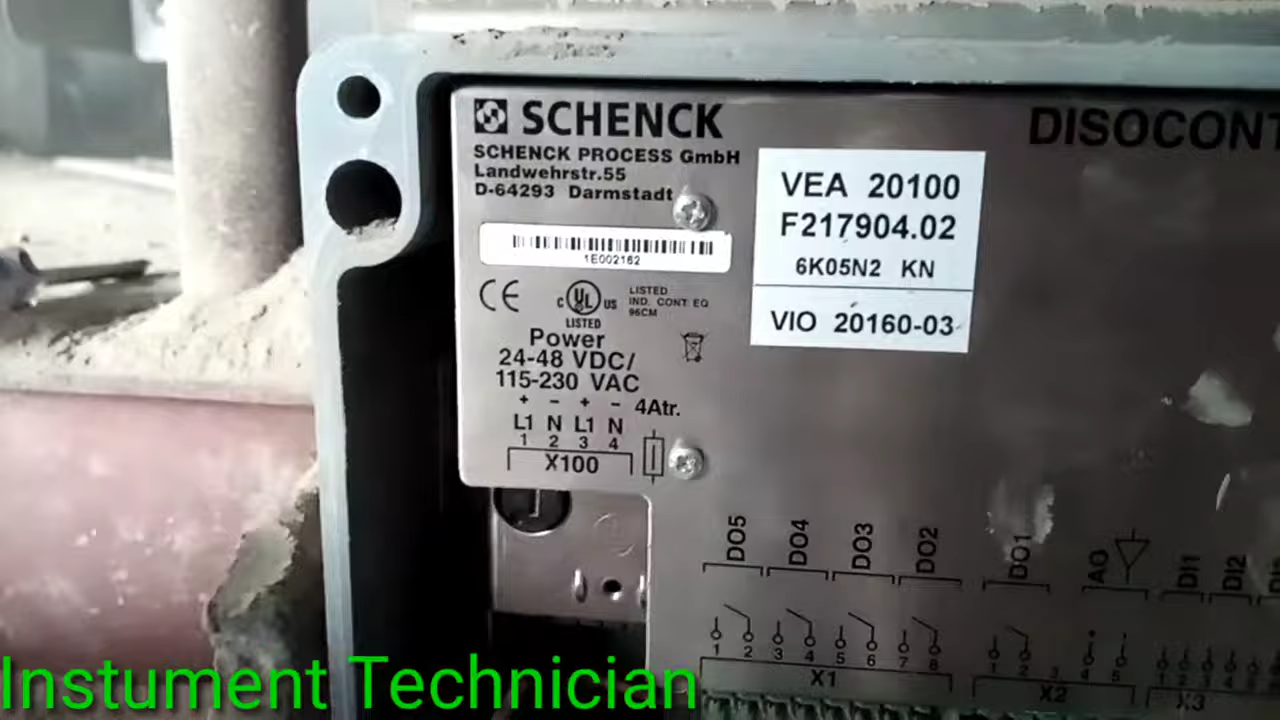 SCHENCK
SCHENCK PROCESS GmbH
Landwehrstr.55
D-64293 Darmstadt
1E002162
CE
C UL US
LISTED
LISTED
IND. CONT. EQ
96CM
Power
24-48 VDC/
115-230 VAC
+ - + - 4Atr.
L1 N L1 N
1 2 3 4
X100
DISOCONT
VEA 20100
F217904.02
6K05N2 KN
VIO 20160-03
DO5 DO4 DO3 DO2 DO1 AO DI1 DI2
1 2 3 4 5 6 7 8 1 2 3 4 5
X1 X2 X3
Instument Technician